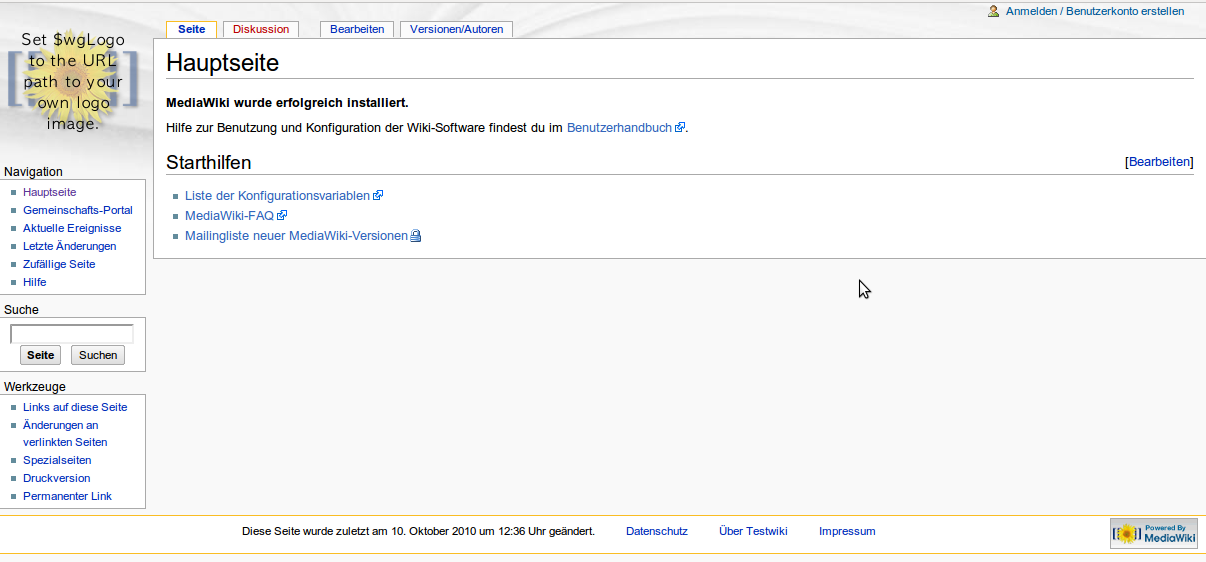 Anmelden / Benutzerkonto erstellen
Seite
Diskussion
Bearbeiten
Versionen/Autoren
Set $wgLogo
to the URL
path to your
own logo
image.
Hauptseite
MediaWiki wurde erfolgreich installiert.
Hilfe zur Benutzung und Konfiguration der Wiki-Software findest du im Benutzerhandbuch.
Starthilfen
[Bearbeiten]
Liste der Konfigurationsvariablen
MediaWiki-FAQ
Mailingliste neuer MediaWiki-Versionen
Navigation
Hauptseite
Gemeinschafts-Portal
Aktuelle Ereignisse
Letzte Änderungen
Zufällige Seite
Hilfe
Suche
Seite
Suchen
Werkzeuge
Links auf diese Seite
Änderungen an
verlinkten Seiten
Spezialseiten
Druckversion
Permanenter Link
Diese Seite wurde zuletzt am 10. Oktober 2010 um 12:36 Uhr geändert.
Datenschutz
Über Testwiki
Impressum
Powered By
MediaWiki